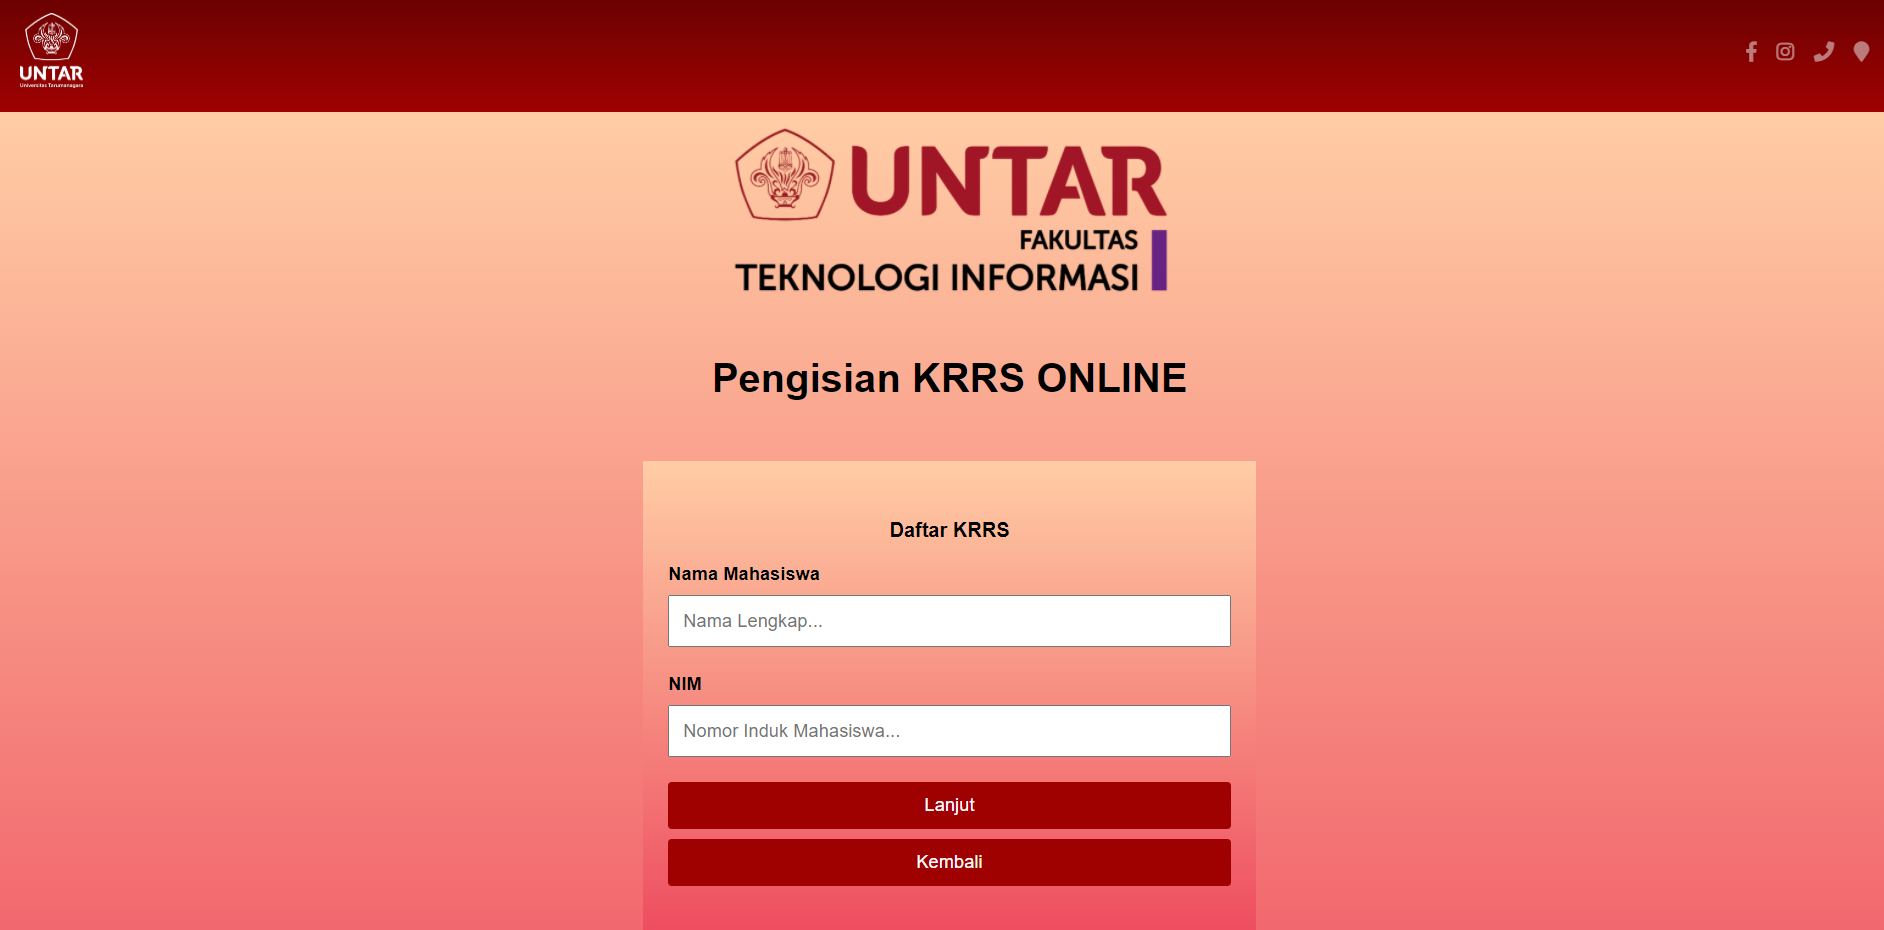 UNTAR
Universitas Tarumanagara
UNTAR
FAKULTAS
TEKNOLOGI INFORMASI
Pengisian KRRS ONLINE
Daftar KRRS
Nama Mahasiswa
Nama Lengkap...
NIM
Nomor Induk Mahasiswa...
Lanjut
Kembali